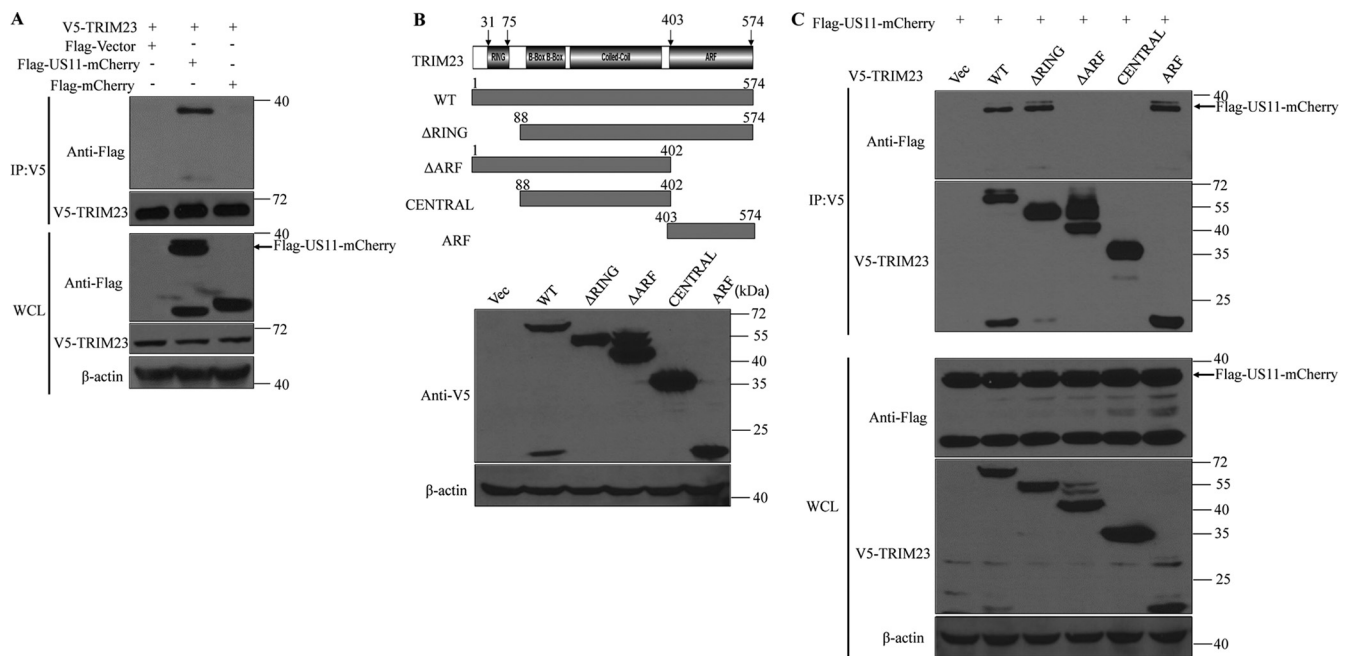 A
V5-TRIM23 + + +
Flag-Vector + - -
Flag-US11-mCherry - + -
Flag-mCherry - - +
40
Anti-Flag
IP:V5
72
V5-TRIM23
40
Flag-US11-mCherry
Anti-Flag
WCL
72
V5-TRIM23
β-actin
40
B
403 574
31 75
TRIM23 RING B-Box B-Box Coiled-Coil ARF
1 574
WT
88 574
ΔRING
1 402
ΔARF
88 402
CENTRAL
403 574
ARF
Vec WT ΔRING ΔARF CENTRAL ARF (kDa)
72
55
40
Anti-V5
35
25
β-actin
40
C
Flag-US11-mCherry + + + + + +
V5-TRIM23 Vec WT ΔRING ΔARF CENTRAL ARF
40
Flag-US11-mCherry
Anti-Flag
IP:V5
72
55
40
V5-TRIM23
35
25
40
Flag-US11-mCherry
Anti-Flag
72
55
WCL
40
35
V5-TRIM23
25
β-actin
40